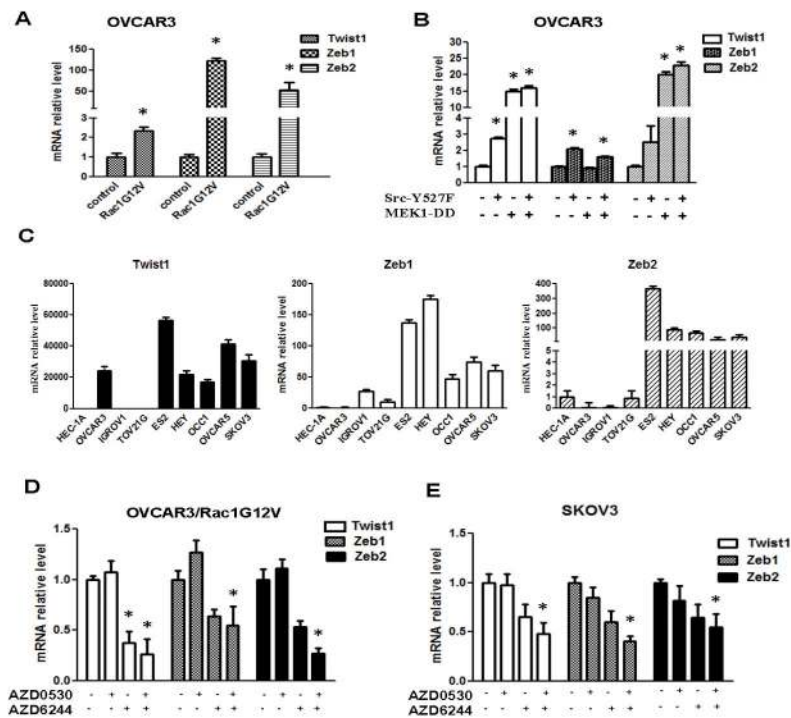 A
OVCAR3
Twist1
Zeb1
Zeb2
mRNA relative level
150
100
50
2
1
0
control
Rac1G12V
control
Rac1G12V
control
Rac1G12V
* * *
B
OVCAR3
Twist1
Zeb1
Zeb2
mRNA relative level
25
20
15
10
4
3
2
1
0
* * * * * * *
Src-Y527F - + - + - + - + - + - +
MEK1-DD - - + + - - + + - - + +
C
Twist1
mRNA relative level
80000
60000
40000
20000
0
HEC-1A
OVCAR3
IGROV1
TOV21G
ES2
HEY
OCC1
OVCAR5
SKOV3
Zeb1
mRNA relative level
200
150
100
50
0
HEC-1A
OVCAR3
IGROV1
TOV21G
ES2
HEY
OCC1
OVCAR5
SKOV3
Zeb2
mRNA relative level
400
300
200
100
5
4
3
2
1
0
HEC-1A
OVCAR3
IGROV1
TOV21G
ES2
HEY
OCC1
OVCAR5
SKOV3
D
OVCAR3/Rac1G12V
Twist1
Zeb1
Zeb2
mRNA relative level
1.5
1.0
0.5
0.0
* * * *
AZD0530 - + - + - + - + - + - +
AZD6244 - - + + - - + + - - + +
E
SKOV3
Twist1
Zeb1
Zeb2
mRNA relative level
1.5
1.0
0.5
0.0
* * *
AZD0530 - + - + - + - + - + - +
AZD6244 - - + + - - + + - - + +